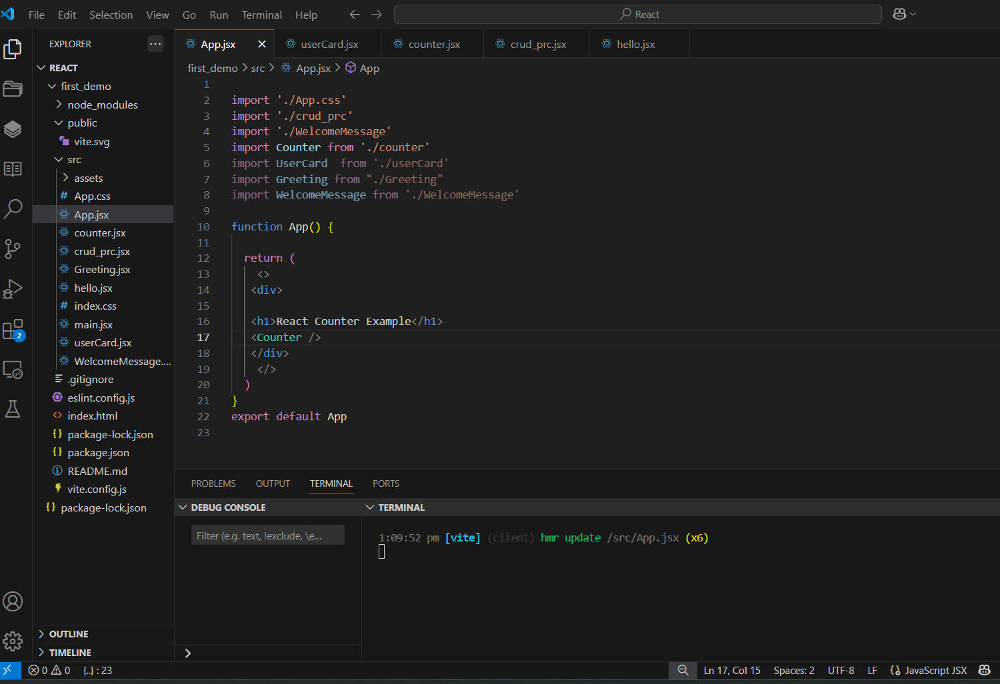 File Edit Selection View Go Run Terminal Help React
EXPLORER
REACT
first_demo
node_modules
public
vite.svg
src
assets
App.css
App.jsx
counter.jsx
crud_prc.jsx
Greeting.jsx
hello.jsx
index.css
main.jsx
userCard.jsx
WelcomeMessage....
.gitignore
eslint.config.js
index.html
package-lock.json
package.json
README.md
vite.config.js
package-lock.json
OUTLINE
TIMELINE
2
App.jsx userCard.jsx counter.jsx crud_prc.jsx hello.jsx
first_demo > src > App.jsx > App
1
2 import './App.css'
3 import './crud_prc'
4 import './WelcomeMessage'
5 import Counter from './counter'
6 import UserCard  from './userCard'
7 import Greeting from "./Greeting"
8 import WelcomeMessage from './WelcomeMessage'
9
10 function App() {
11
12 return (
13 <>
14 <div>
15
16 <h1>React Counter Example</h1>
17 <Counter />
18 </div>
19 </>
20 )
21 }
22 export default App
23
PROBLEMS OUTPUT TERMINAL PORTS
DEBUG CONSOLE
Filter (e.g. text, !exclude, \e...
TERMINAL
1:09:52 pm [vite] (client) hmr update /src/App.jsx (x6)
0 0 {..} : 23 Ln 17, Col 15 Spaces: 2 UTF-8 LF JavaScript JSX